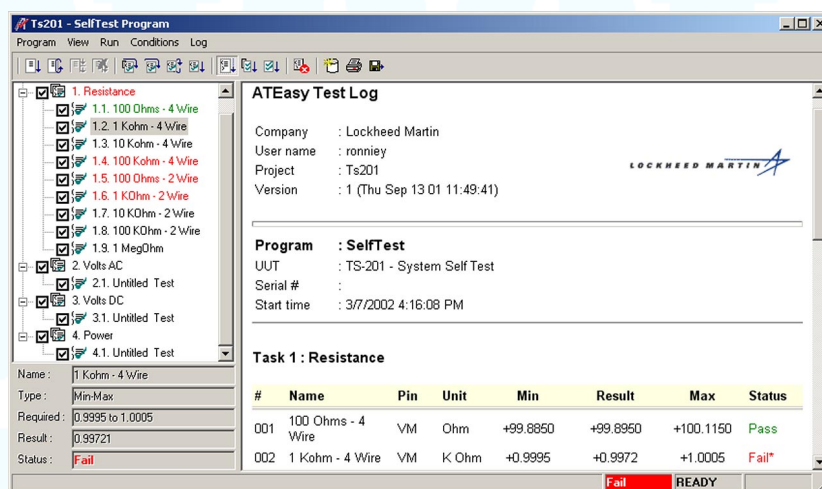 Ts201 - SelfTest Program
Program View Run Conditions Log
1. Resistance
1.1. 100 Ohms - 4 Wire
1.2. 1 Kohm - 4 Wire
1.3. 10 Kohm - 4 Wire
1.4. 100 Kohm - 4 Wire
1.5. 100 Ohms - 2 Wire
1.6. 1 KOhm - 2 Wire
1.7. 10 KOhm - 2 Wire
1.8. 100 KOhm - 2 Wire
1.9. 1 MegOhm
2. Volts AC
2.1. Untitled Test
3. Volts DC
3.1. Untitled Test
4. Power
4.1. Untitled Test
Name : 1 Kohm - 4 Wire
Type : Min-Max
Required : 0.9995 to 1.0005
Result : 0.99721
Status : Fail
ATEasy Test Log
Company : Lockheed Martin
User name : ronniey
Project : Ts201
Version : 1 (Thu Sep 13 01 11:49:41)
LOCKHEED MARTIN
Program : SelfTest
UUT : TS-201 - System Self Test
Serial # :
Start time : 3/7/2002 4:16:08 PM
Task 1 : Resistance
# Name Pin Unit Min Result Max Status
001 100 Ohms - 4 Wire VM Ohm +99.8850 +99.8950 +100.1150 Pass
002 1 Kohm - 4 Wire VM K Ohm +0.9995 +0.9972 +1.0005 Fail*
Fail READY